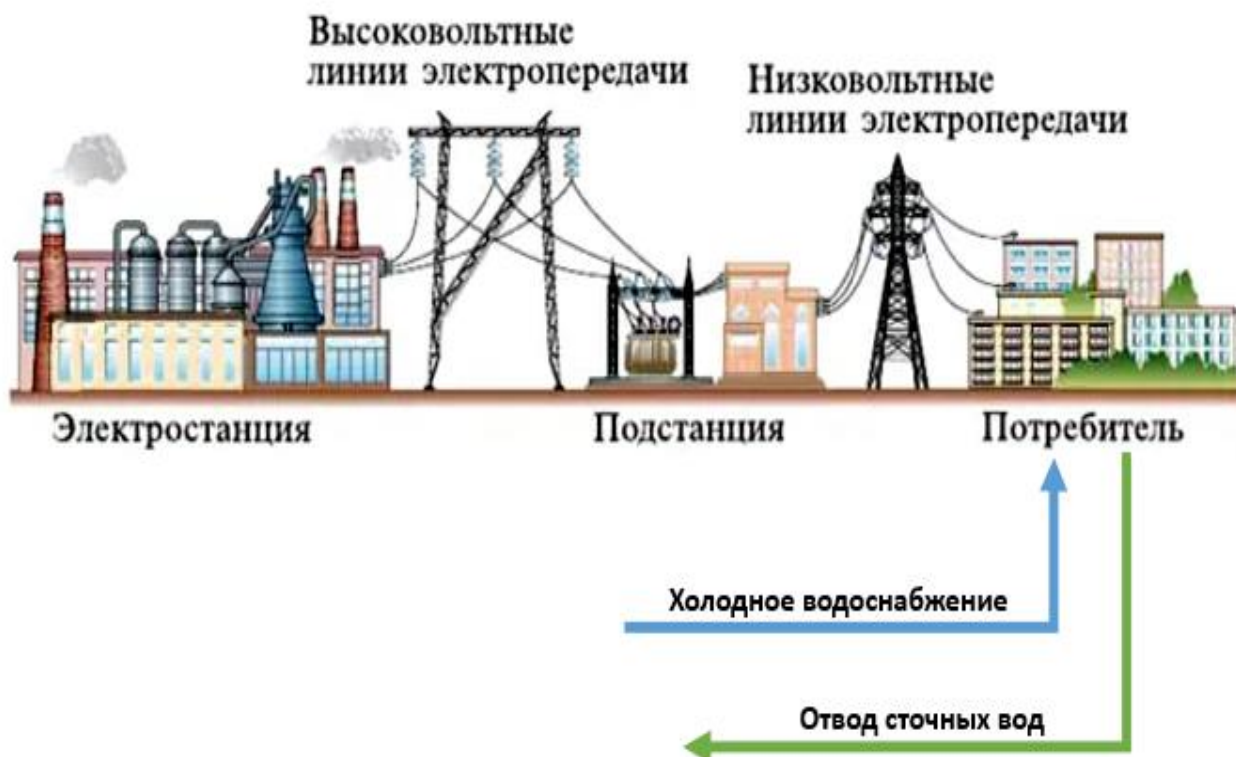 Высоковольтные
линии электропередачи
Низковольтные
линии электропередачи
Электростанция
Подстанция
Потребитель
Холодное водоснабжение
Отвод сточных вод